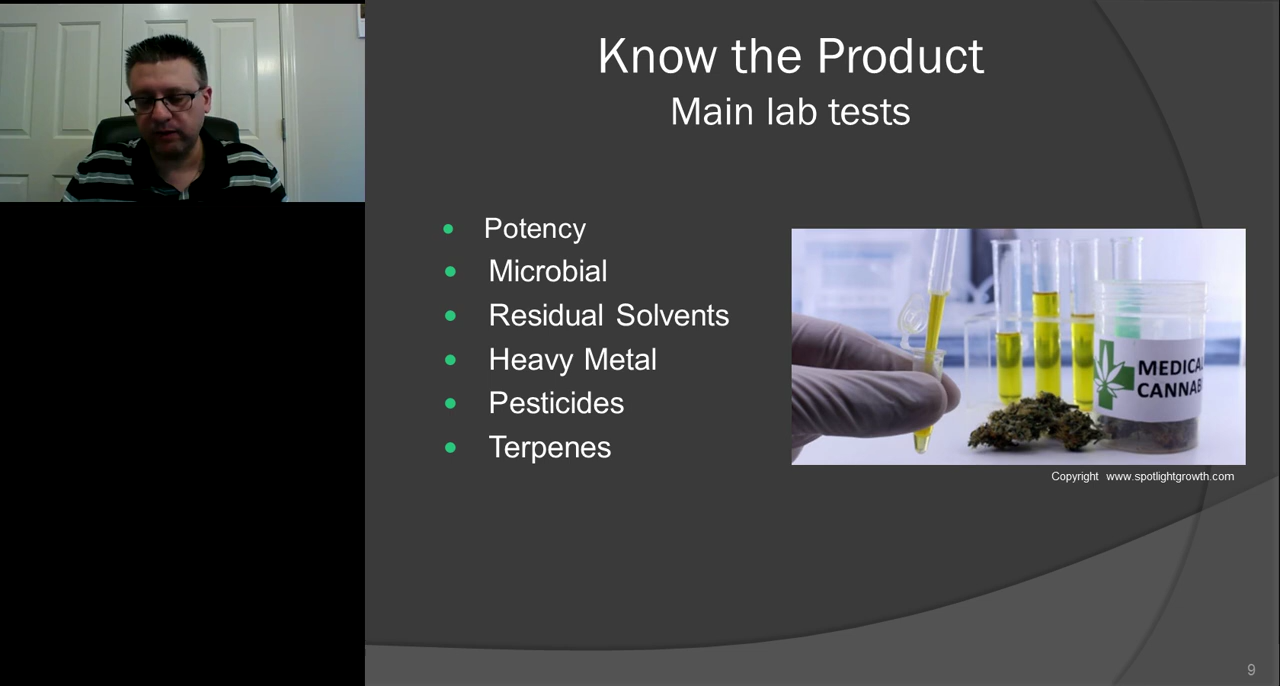 Know the Product
Main lab tests
Potency
Microbial
Residual Solvents
Heavy Metal
Pesticides
Terpenes
MEDICA
CANNAB
Copyright www.spotlightgrowth.com
9